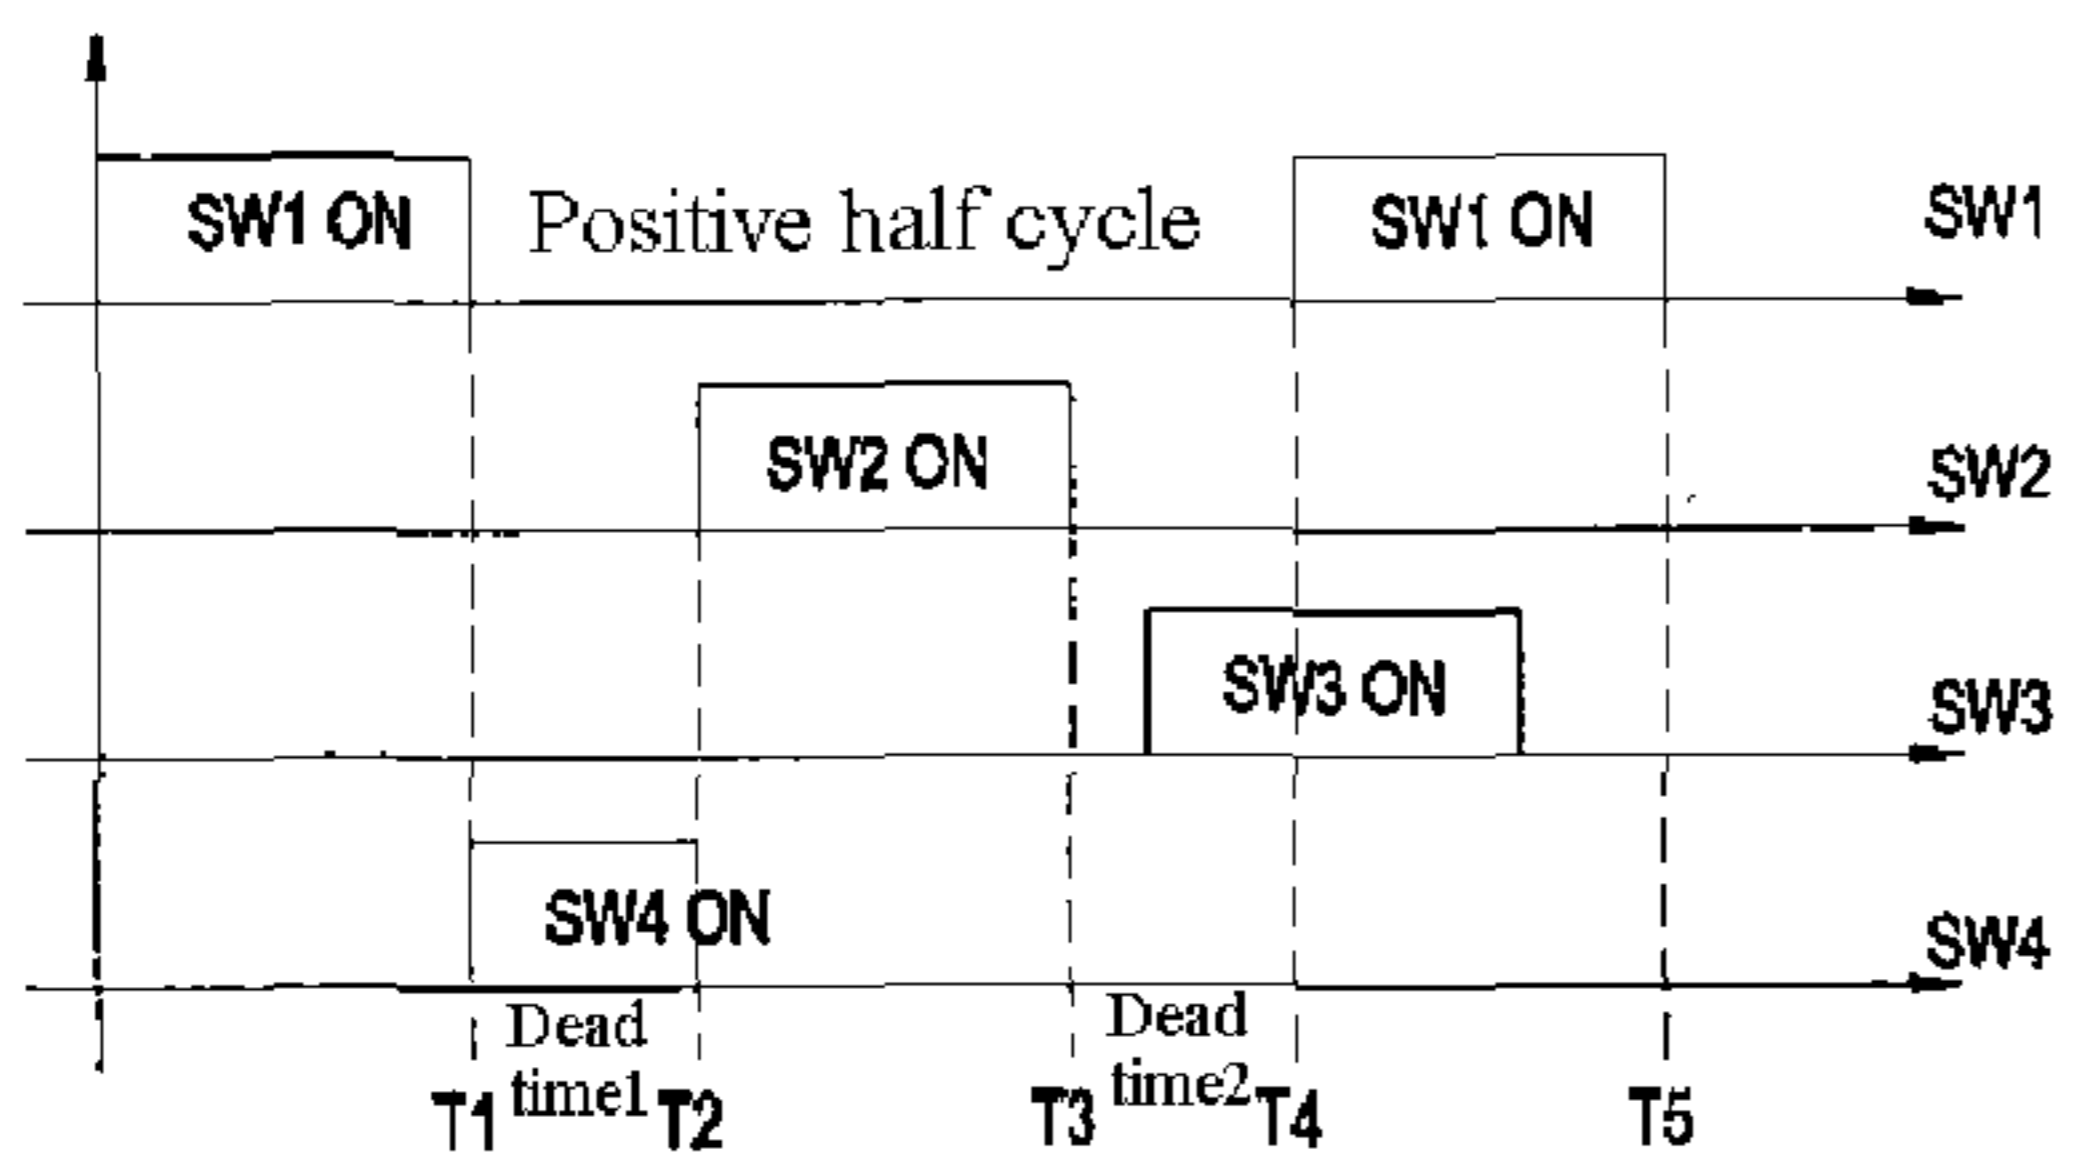 SW1 ON
Positive half cycle
SW1 ON
SW1
SW2 ON
SW2
SW3 ON
SW3
SW4 ON
SW4
Dead
time1
Dead
time2
T1
T2
T3
T4
T5